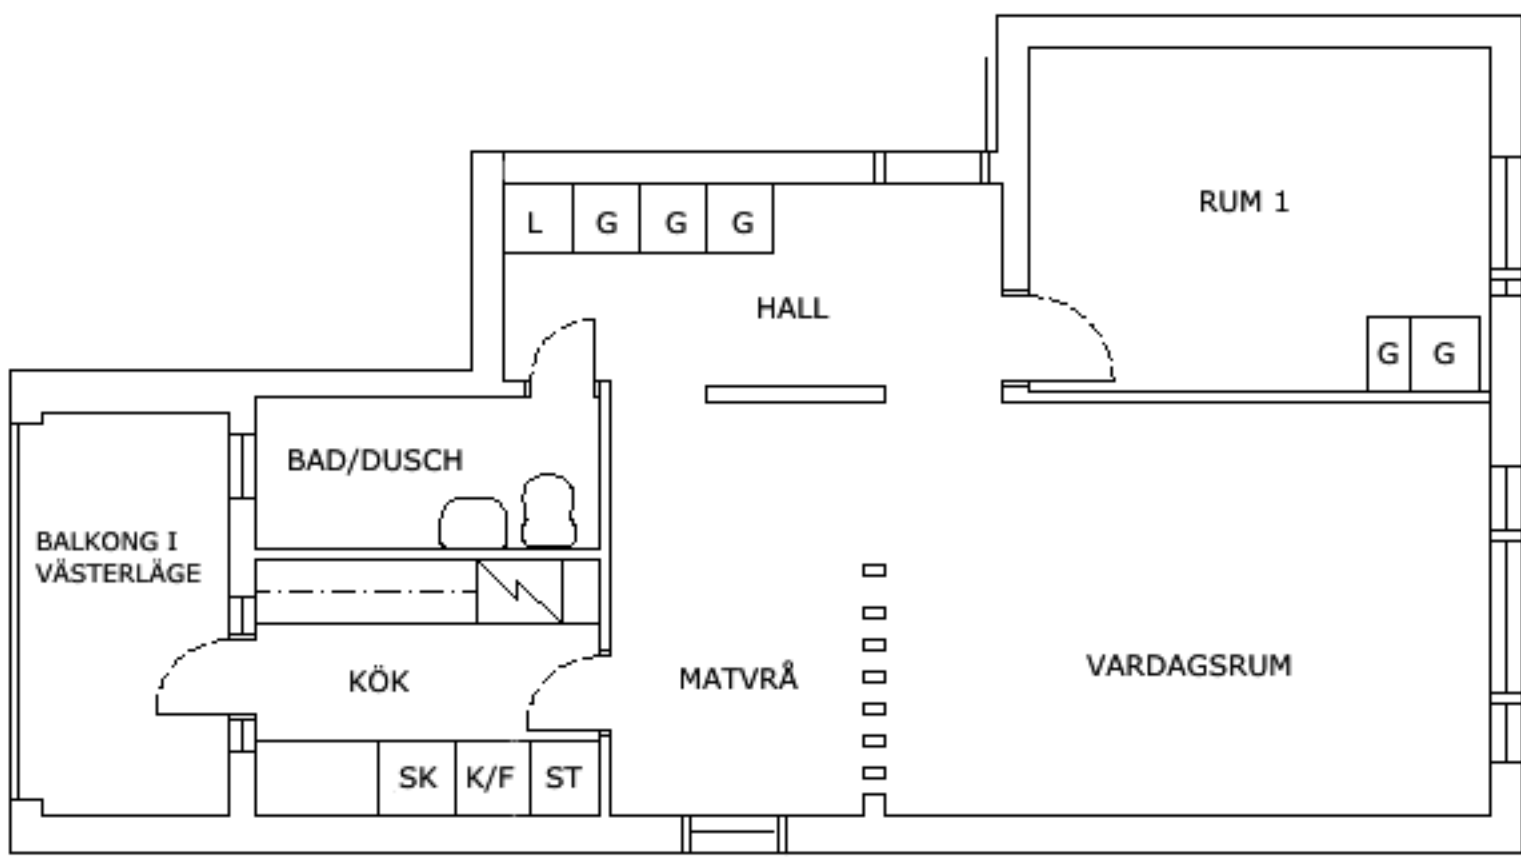 RUM 1
L G G G
HALL
G G
BAD/DUSCH
BALKONG I
VÄSTERLÄGE
KÖK
MATVRÅ
VARDAGSRUM
SK K/F ST